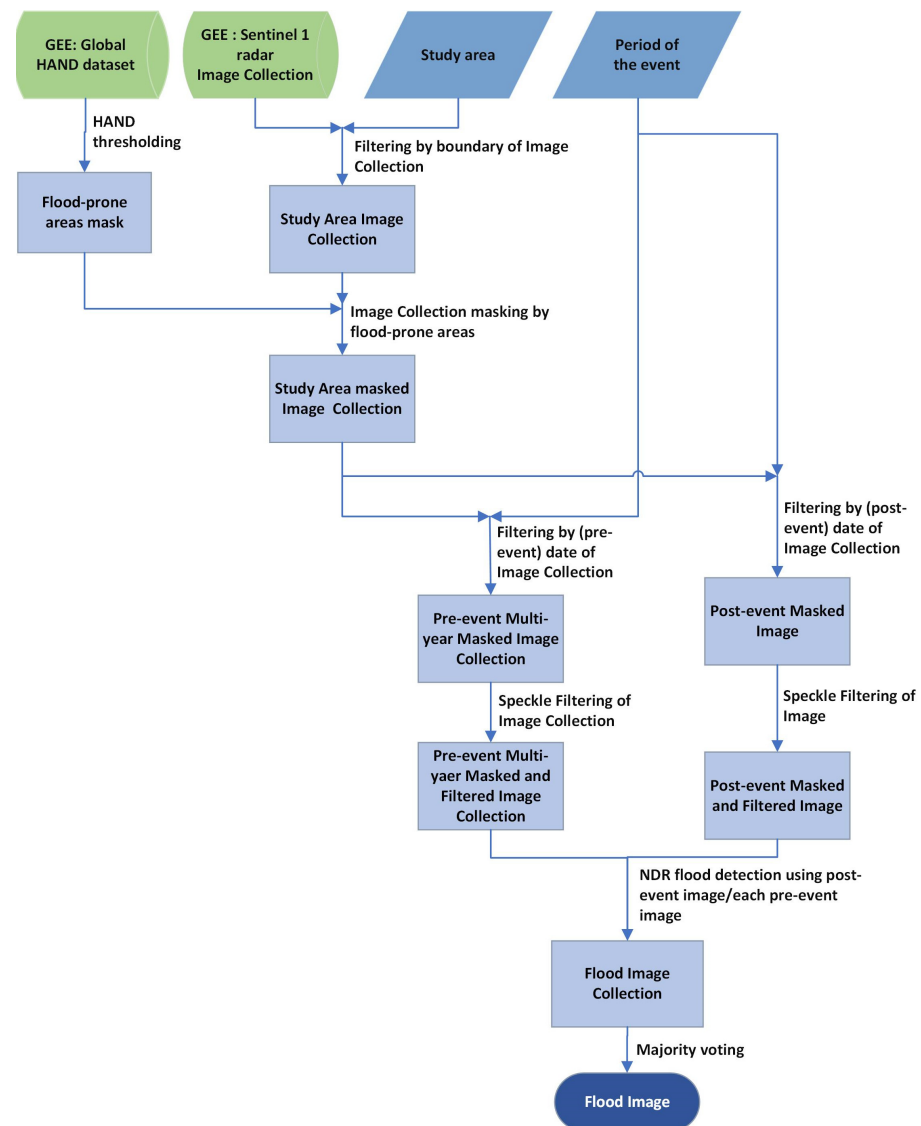 GEE: Global
HAND dataset
GEE : Sentinel 1
radar
Image Collection
Study area
Period of
the event
HAND
thresholding
Filtering by boundary of Image
Collection
Flood-prone
areas mask
Study Area Image
Collection
Image Collection masking by
flood-prone areas
Study Area masked
Image Collection
Filtering by (pre-
event) date of
Image Collection
Filtering by (post-
event) date of
Image Collection
Pre-event Multi-
year Masked Image
Collection
Post-event Masked
Image
Speckle Filtering of
Image Collection
Speckle Filtering of
Image
Pre-event Multi-
yaer Masked and
Filtered Image
Collection
Post-event Masked
and Filtered Image
NDR flood detection using post-
event image/each pre-event
image
Flood Image
Collection
Majority voting
Flood Image